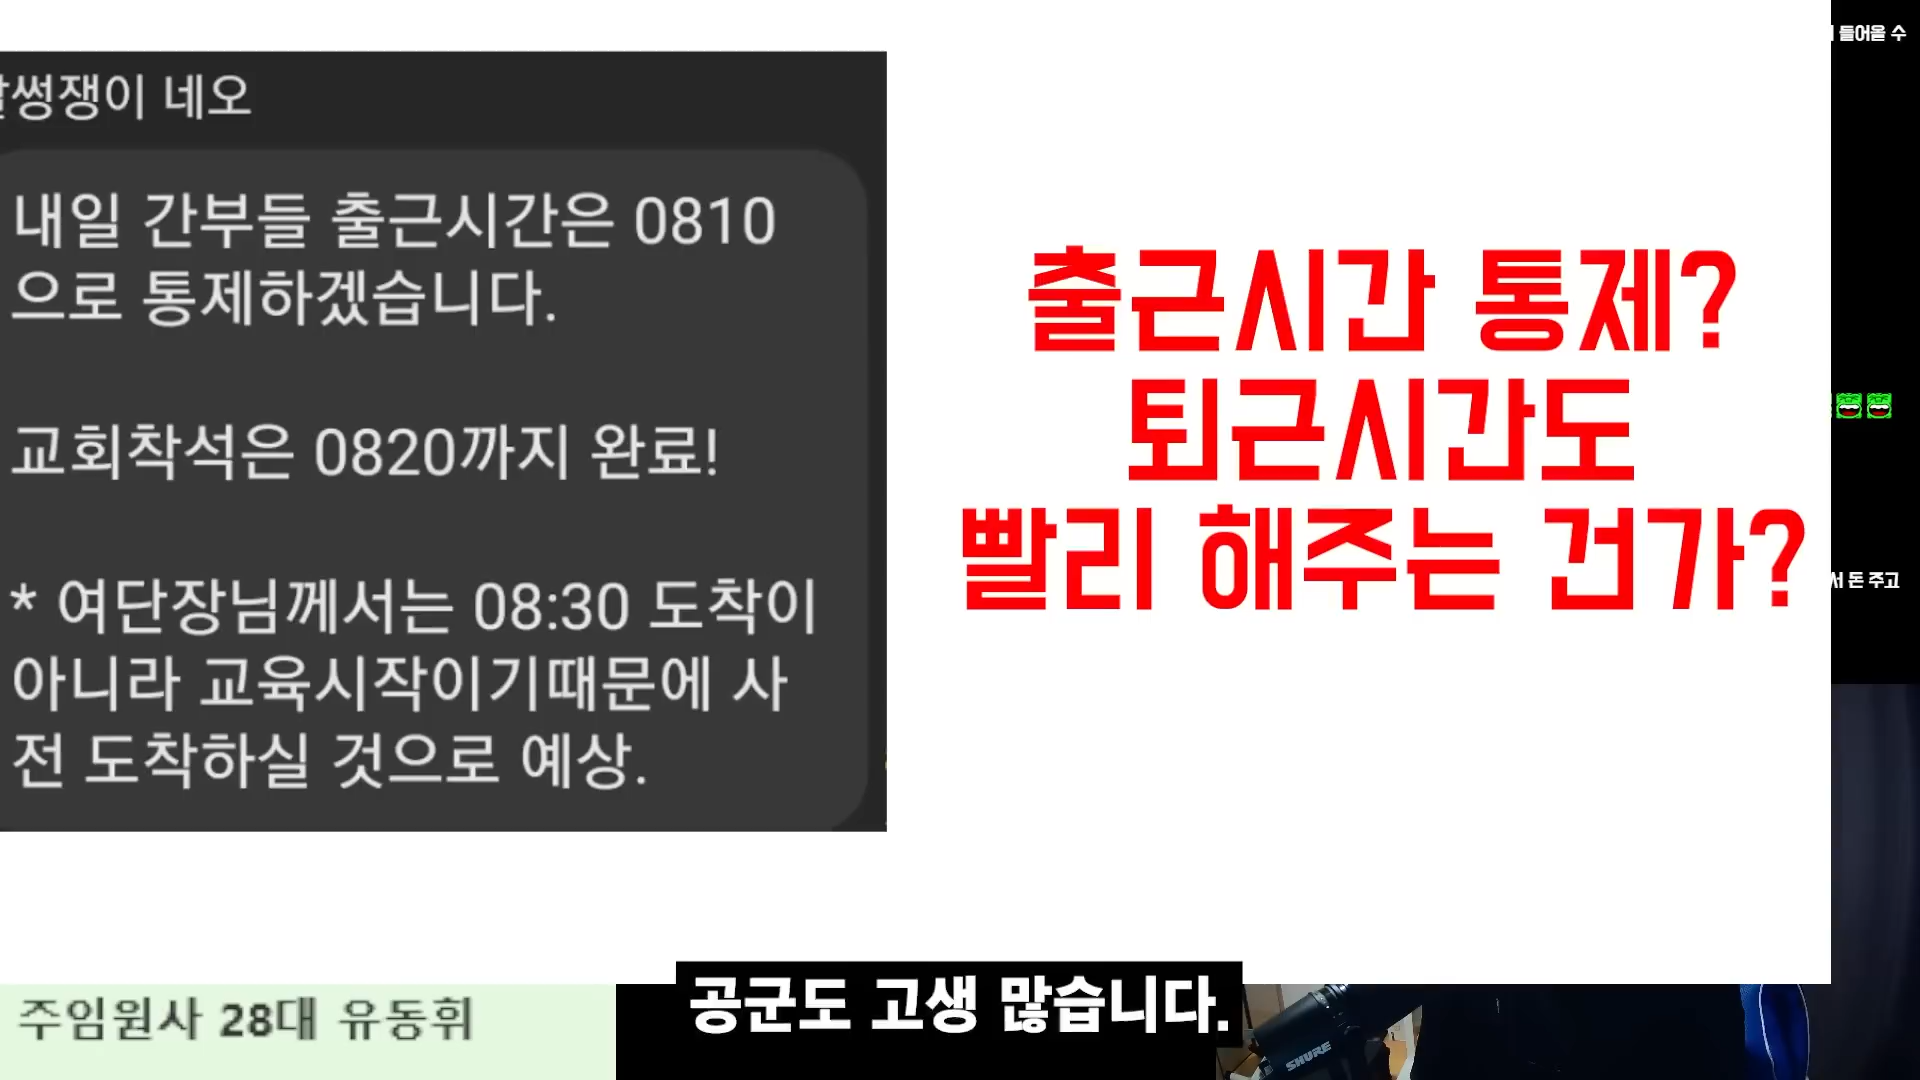 썽쟁이 네오
내일 간부들 출근시간은 0810
으로 통제하겠습니다.
교회착석은 0820까지 완료!
* 여단장님께서는 08:30 도착이
아니라 교육시작이기때문에 사
전 도착하실 것으로 예상.
출근시간 통제?
퇴근시간도
빨리 해주는 건가?
들어올 수
서 돈 주고
주임원사 28대 유동휘
공군도 고생 많습니다.
SHURE